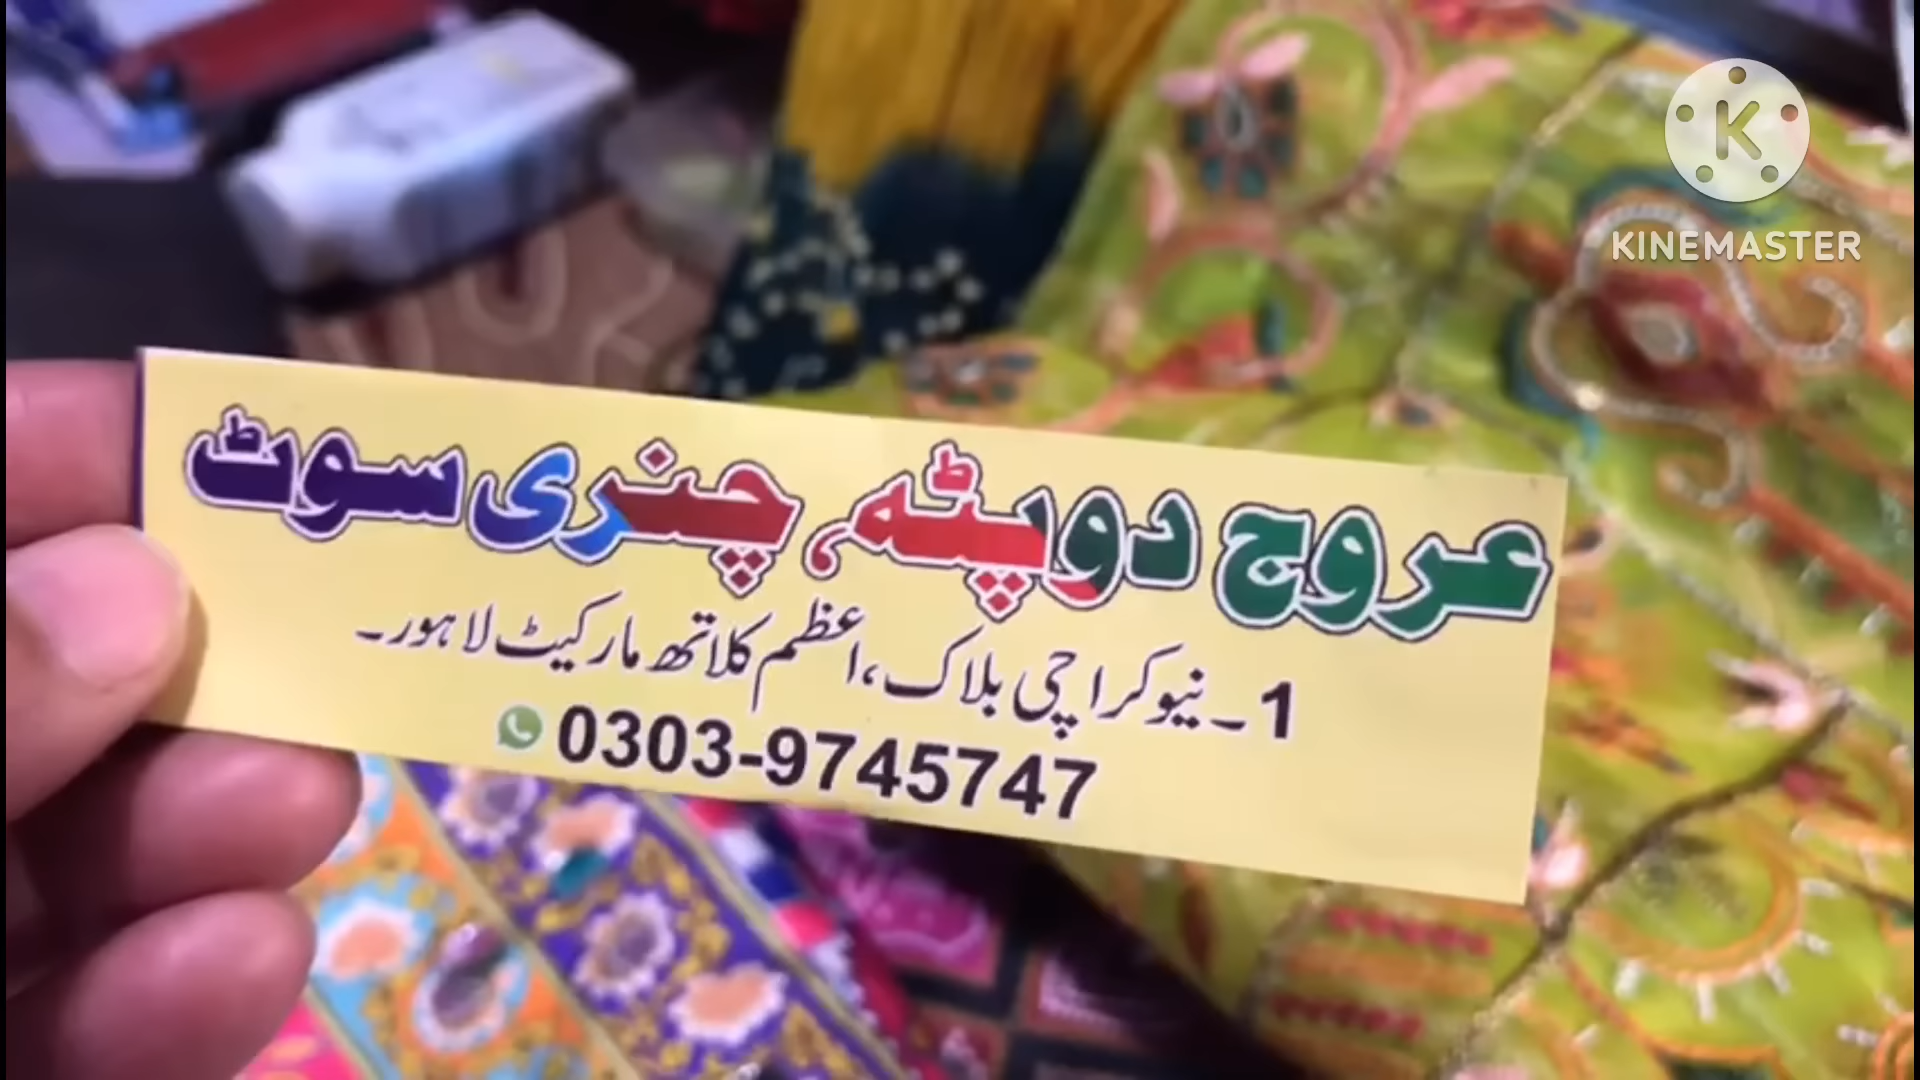 KINEMASTER
عروج دوپٹہ، چنری سوٹ
1۔ نیو کراچی بلاک، اعظم کلاتھ مارکیٹ لاہور۔
0303-9745747